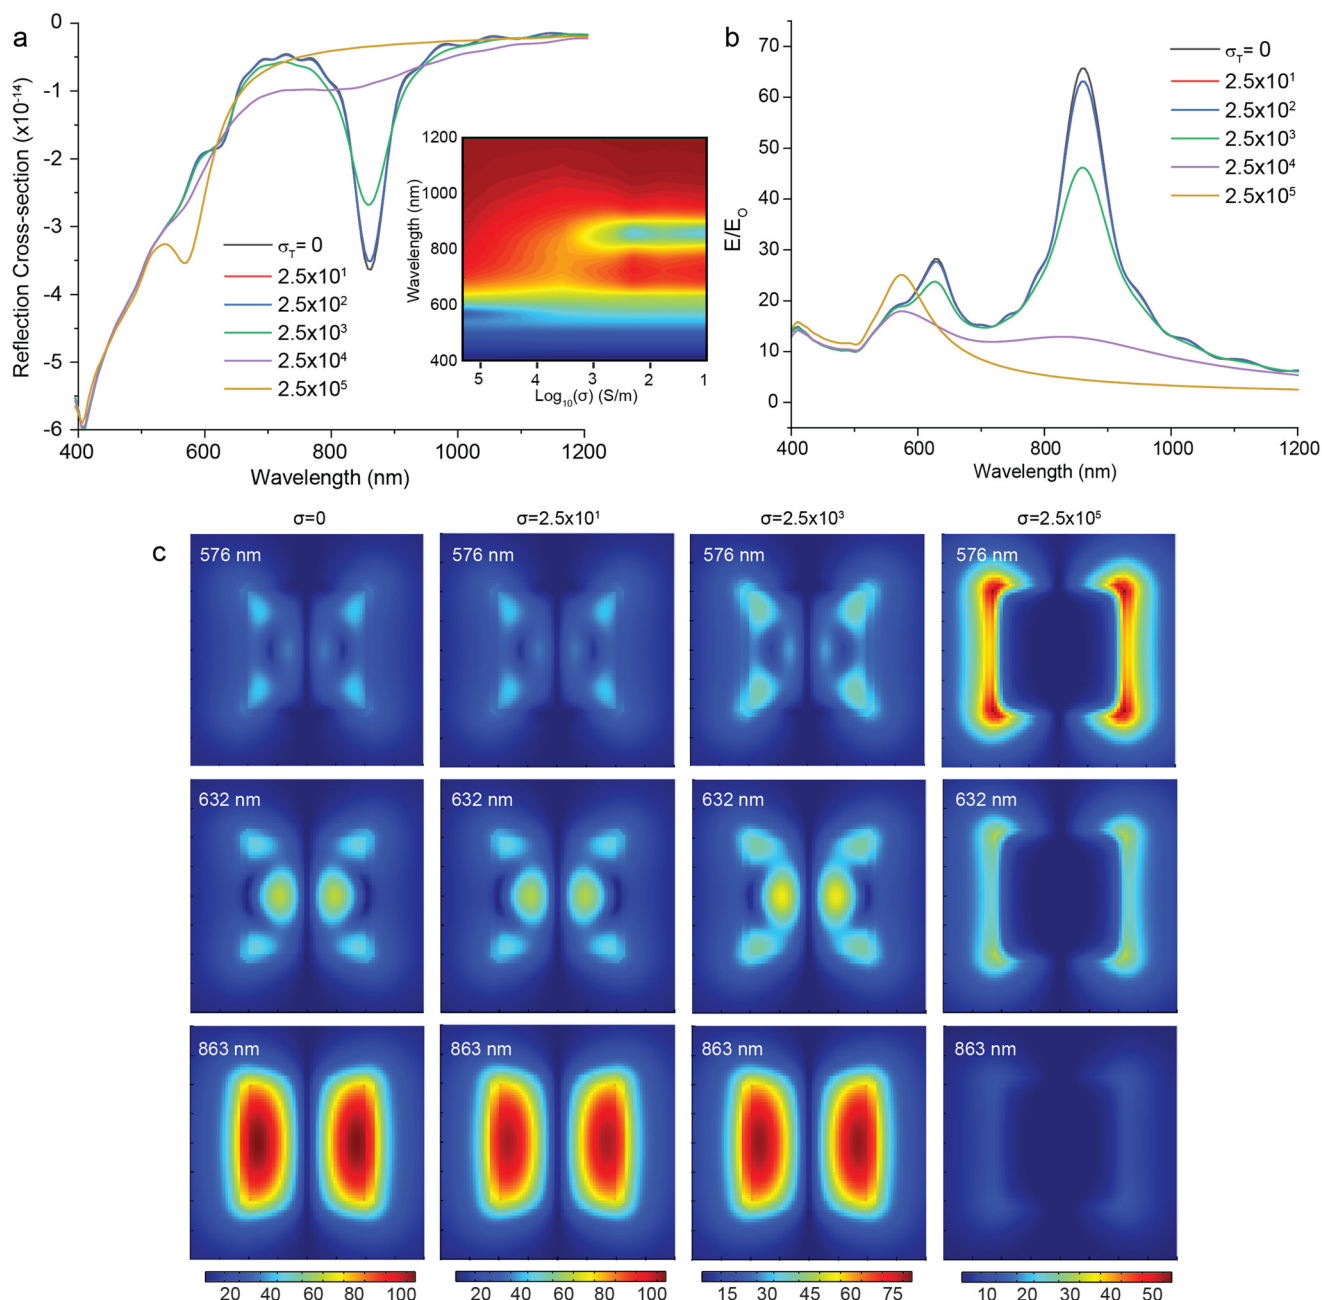 a
Reflection Cross-section (x10⁻¹⁴)
0
-1
-2
-3
-4
-5
-6
400
600
800
1000
1200
Wavelength (nm)
σT= 0
2.5x10¹
2.5x10²
2.5x10³
2.5x10⁴
2.5x10⁵
Wavelength (nm)
1200
1000
800
600
400
5
4
3
2
1
Log₁₀(σ) (S/m)
b
E/EO
70
60
50
40
30
20
10
0
400
600
800
1000
1200
Wavelength (nm)
σT= 0
2.5x10¹
2.5x10²
2.5x10³
2.5x10⁴
2.5x10⁵
c
σ=0
σ=2.5x10¹
σ=2.5x10³
σ=2.5x10⁵
576 nm
576 nm
576 nm
576 nm
632 nm
632 nm
632 nm
632 nm
863 nm
863 nm
863 nm
863 nm
20 40 60 80 100
20 40 60 80 100
15 30 45 60 75
10 20 30 40 50